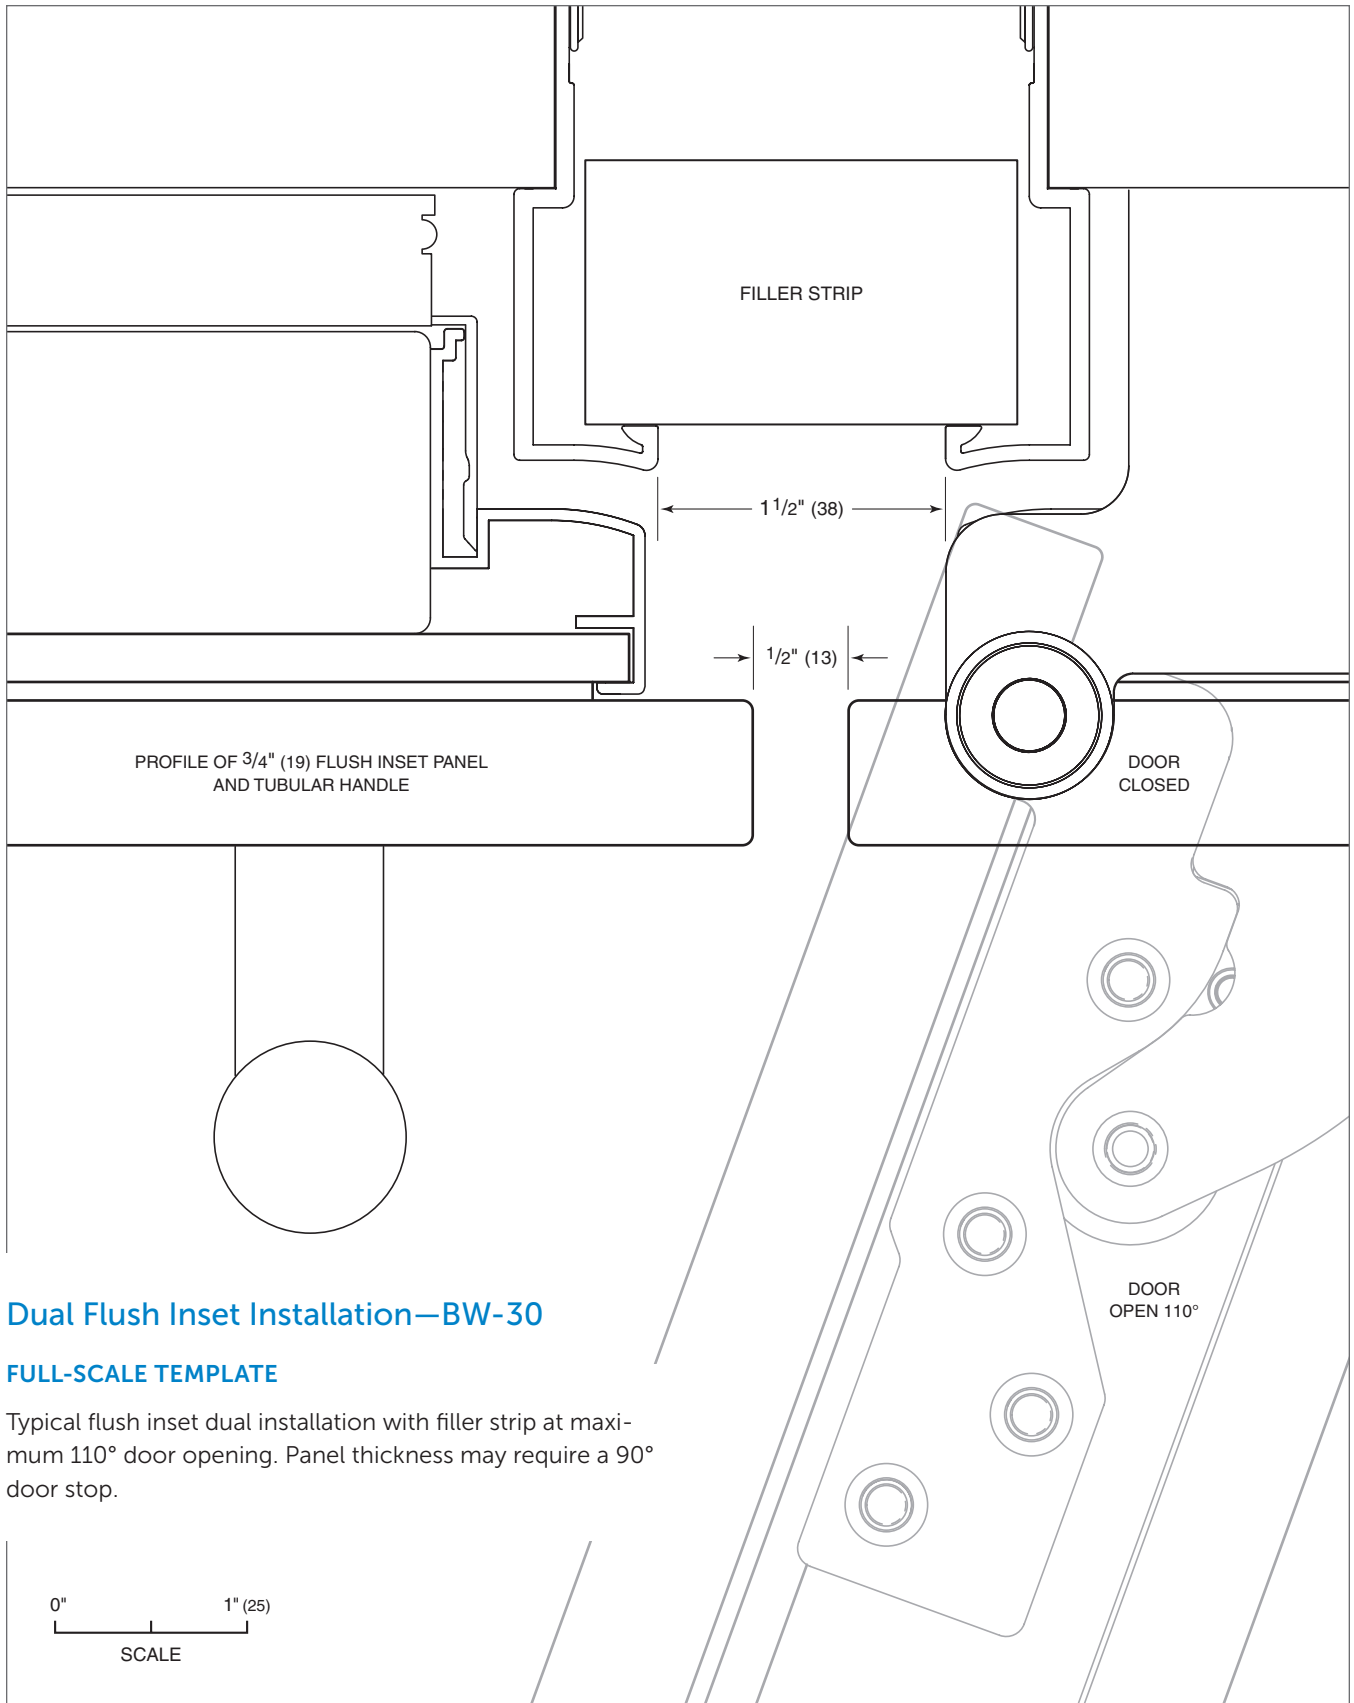 FILLER STRIP
1 1/2" (38)
1/2" (13)
PROFILE OF 3/4" (19) FLUSH INSET PANEL
AND TUBULAR HANDLE
DOOR
CLOSED
DOOR
OPEN 110°
Dual Flush Inset Installation—BW-30
FULL-SCALE TEMPLATE
Typical flush inset dual installation with filler strip at maxi-
mum 110° door opening. Panel thickness may require a 90°
door stop.
0" 1" (25)
SCALE